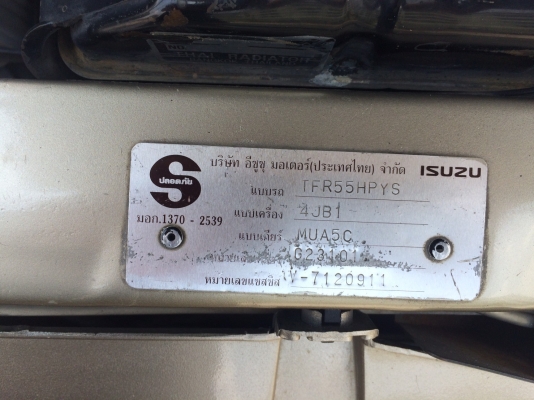 THAI RADIATOR
บริษัท อีซูซุ มอเตอร์(ประเทศไทย) จำกัด ISUZU
S
ปลอดภัย
มอก.1370 - 2539
แบบรถ TFR55HPYS
แบบเครื่อง 4JB1
แบบเกียร์ MUA5C
หมายเลขแชสซีส์ Y-7120911